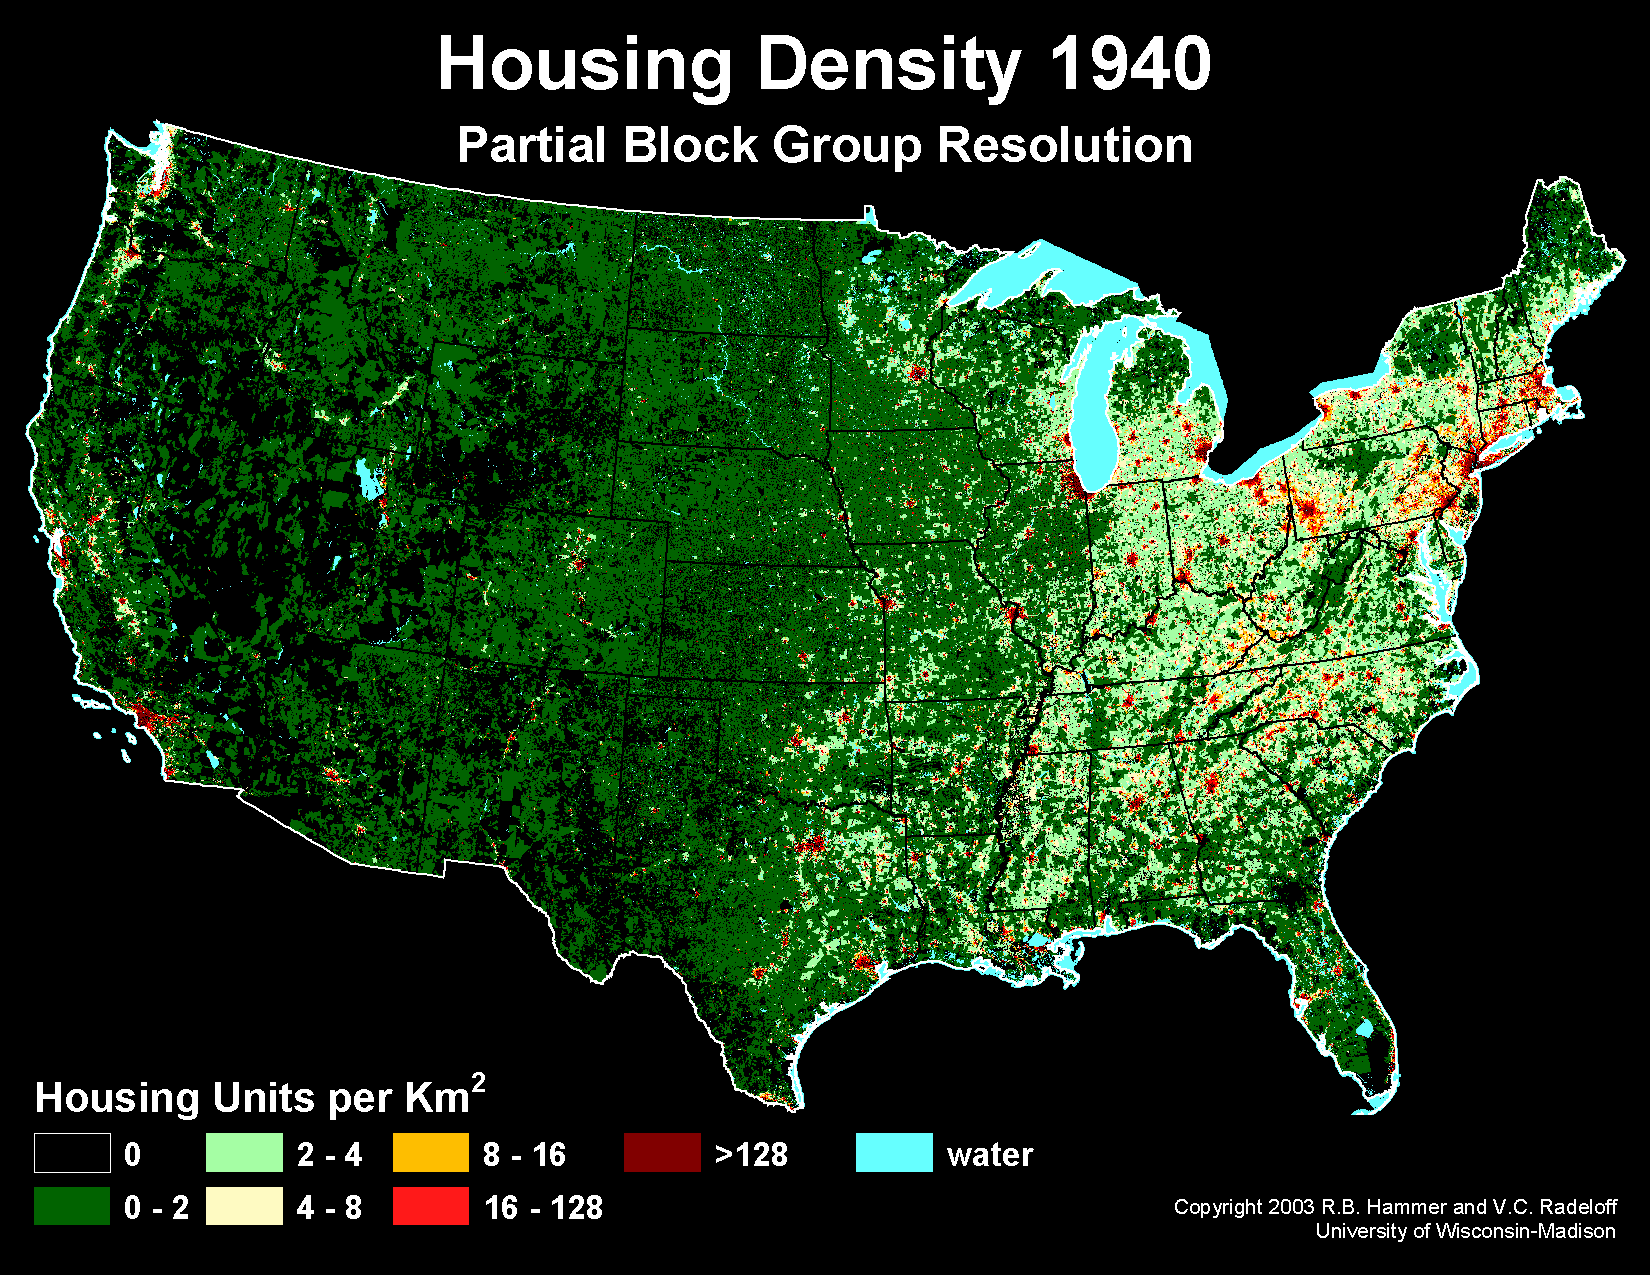 Housing Density 1940
Partial Block Group Resolution
Housing Units per Km2
0 2 - 4 8 - 16 >128 water
0 - 2 4 - 8 16 - 128
Copyright 2003 R.B. Hammer and V.C. Radeloff
University of Wisconsin-Madison